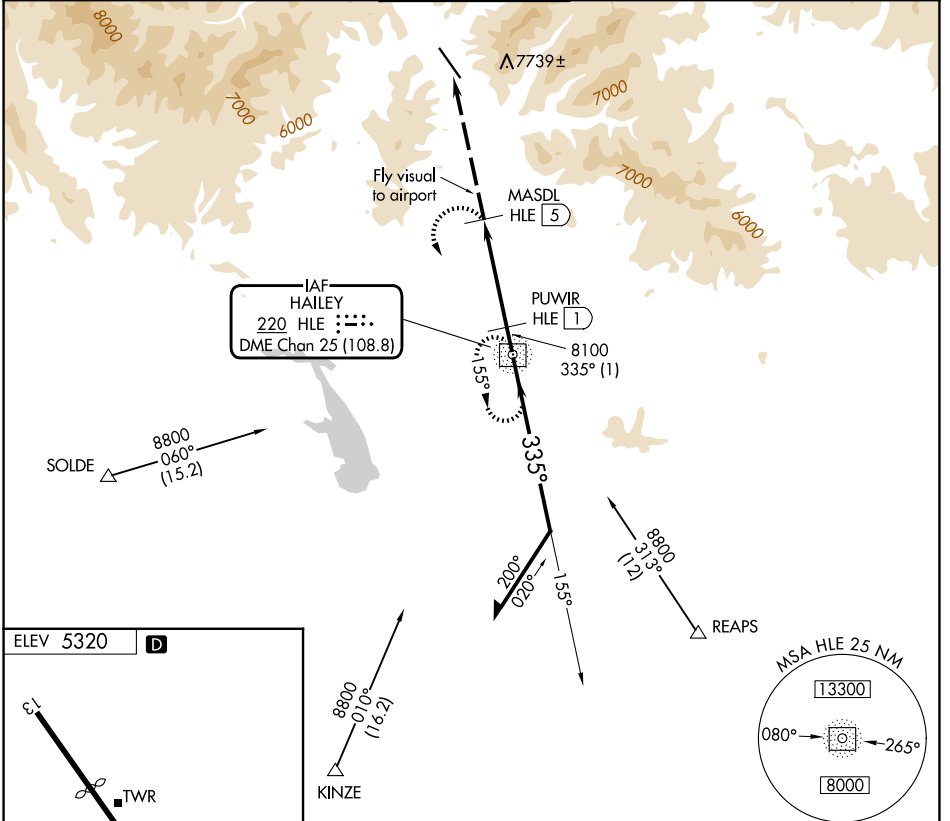 8000
7739±
7000
7000
6000
7000
6000
Fly visual
to airport
MASDL
HLE 5
IAF
HAILEY
220 HLE
DME Chan 25 (108.8)
PUWIR
HLE 1
8100
335° (1)
155°
SOLDE
8800
060°
(15.2)
335°
8800
313°
(12)
REAPS
200°
020°
155°
ELEV 5320 D
13
TWR
8800
010°
(16.2)
KINZE
MSA HLE 25 NM
13300
080°
265°
8000